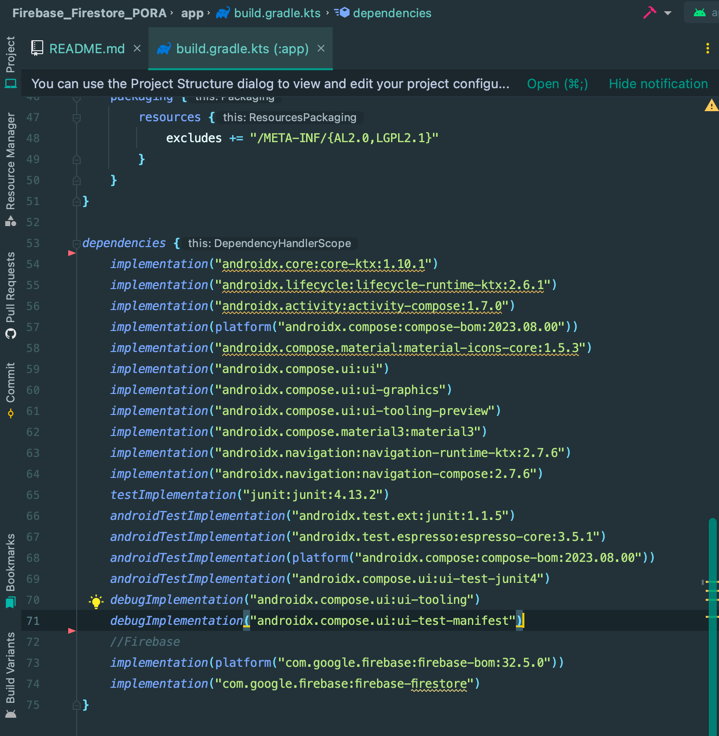 Firebase_Firestore_PORA › app › build.gradle.kts › dependencies
README.md × build.gradle.kts (:app) ×
You can use the Project Structure dialog to view and edit your project configu... Open (⌘;) Hide notification
packaging { this: Packaging
47 resources { this: ResourcesPackaging
48 excludes += "/META-INF/{AL2.0,LGPL2.1}"
49 }
50 }
51 }
52
53 dependencies { this: DependencyHandlerScope
54 implementation("androidx.core:core-ktx:1.10.1")
55 implementation("androidx.lifecycle:lifecycle-runtime-ktx:2.6.1")
56 implementation("androidx.activity:activity-compose:1.7.0")
57 implementation(platform("androidx.compose:compose-bom:2023.08.00"))
58 implementation("androidx.compose.material:material-icons-core:1.5.3")
59 implementation("androidx.compose.ui:ui")
60 implementation("androidx.compose.ui:ui-graphics")
61 implementation("androidx.compose.ui:ui-tooling-preview")
62 implementation("androidx.compose.material3:material3")
63 implementation("androidx.navigation:navigation-runtime-ktx:2.7.6")
64 implementation("androidx.navigation:navigation-compose:2.7.6")
65 testImplementation("junit:junit:4.13.2")
66 androidTestImplementation("androidx.test.ext:junit:1.1.5")
67 androidTestImplementation("androidx.test.espresso:espresso-core:3.5.1")
68 androidTestImplementation(platform("androidx.compose:compose-bom:2023.08.00"))
69 androidTestImplementation("androidx.compose.ui:ui-test-junit4")
70 debugImplementation("androidx.compose.ui:ui-tooling")
71 debugImplementation("androidx.compose.ui:ui-test-manifest")
72 //Firebase
73 implementation(platform("com.google.firebase:firebase-bom:32.5.0"))
74 implementation("com.google.firebase:firebase-firestore")
75 }
Project
Resource Manager
Pull Requests
Commit
Bookmarks
Build Variants